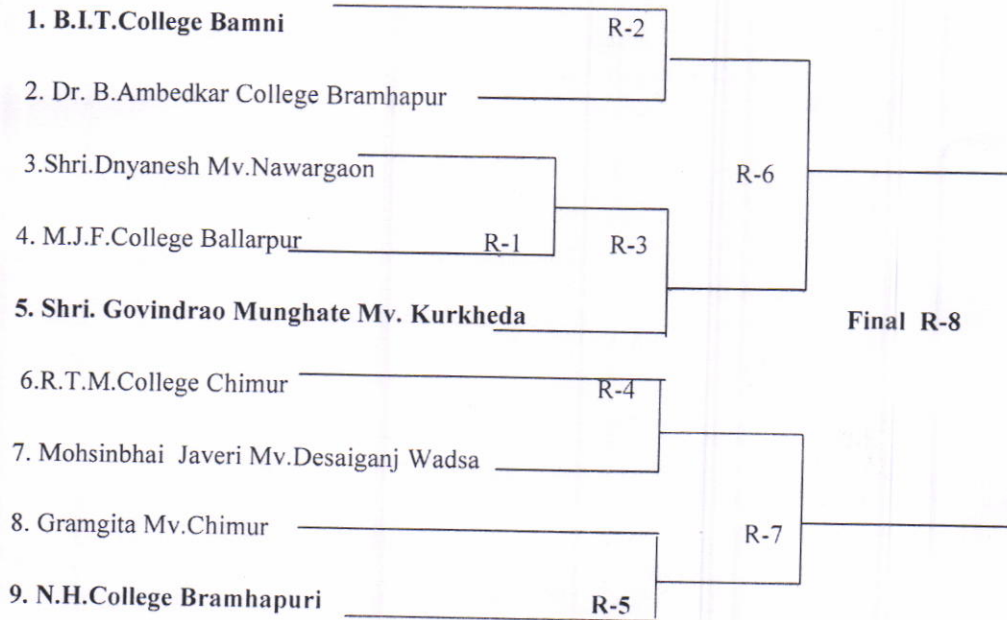 1. B.I.T.College Bamni
R-2
2. Dr. B.Ambedkar College Bramhapur
3.Shri.Dnyanesh Mv.Nawargaon
R-6
4. M.J.F.College Ballarpur
R-1
R-3
5. Shri. Govindrao Munghate Mv. Kurkheda
Final R-8
6.R.T.M.College Chimur
R-4
7. Mohsinbhai Javeri Mv.Desaiganj Wadsa
8. Gramgita Mv.Chimur
R-7
9. N.H.College Bramhapuri
R-5